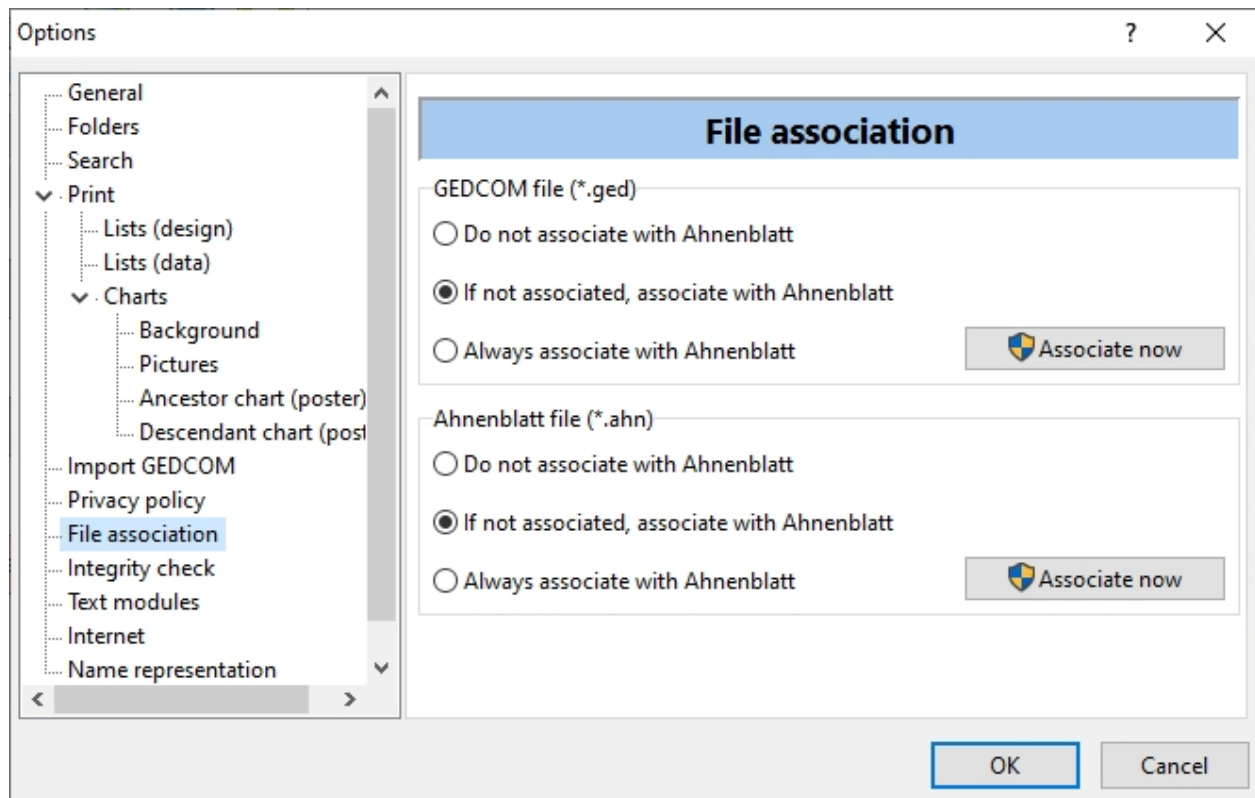 Options
?
General
Folders
Search
Print
Lists (design)
Lists (data)
Charts
Background
Pictures
Ancestor chart (poster)
Descendant chart (post
Import GEDCOM
Privacy policy
File association
Integrity check
Text modules
Internet
Name representation
File association
GEDCOM file (*.ged)
Do not associate with Ahnenblatt
If not associated, associate with Ahnenblatt
Always associate with Ahnenblatt
Associate now
Ahnenblatt file (*.ahn)
Do not associate with Ahnenblatt
If not associated, associate with Ahnenblatt
Always associate with Ahnenblatt
Associate now
OK
Cancel